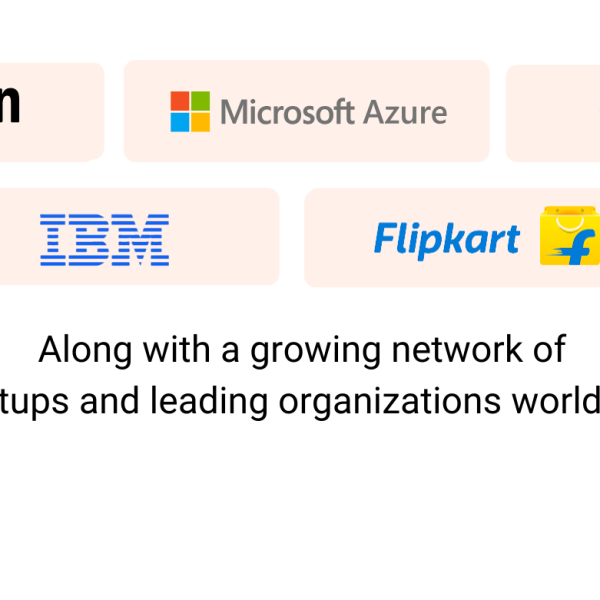 n
Microsoft Azure
IBM
Flipkart
Along with a growing network of
tups and leading organizations world